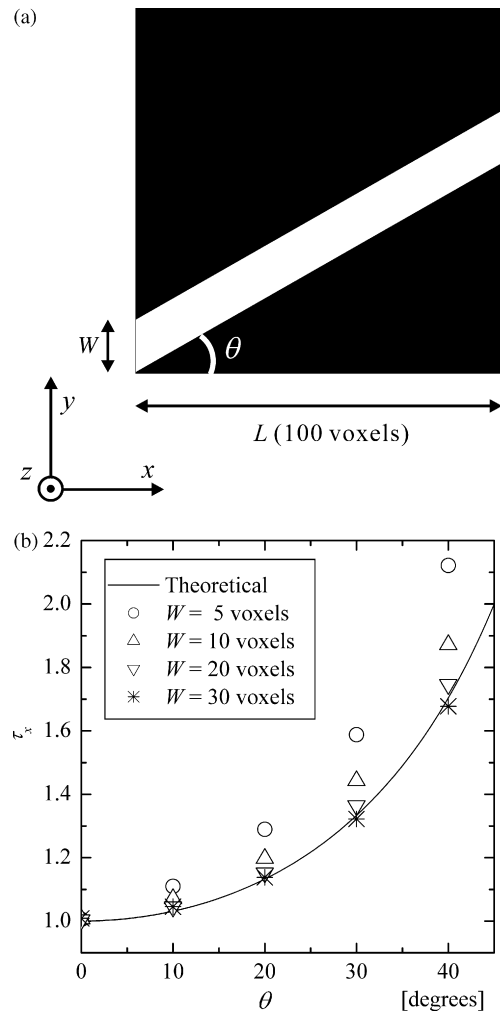 (a)
W
θ
L (100 voxels)
y
z
x
(b)
2.2
2.0
1.8
1.6
1.4
1.2
1.0
τx
Theoretical
W = 5 voxels
W = 10 voxels
W = 20 voxels
W = 30 voxels
0
10
20
30
40
θ
[degrees]